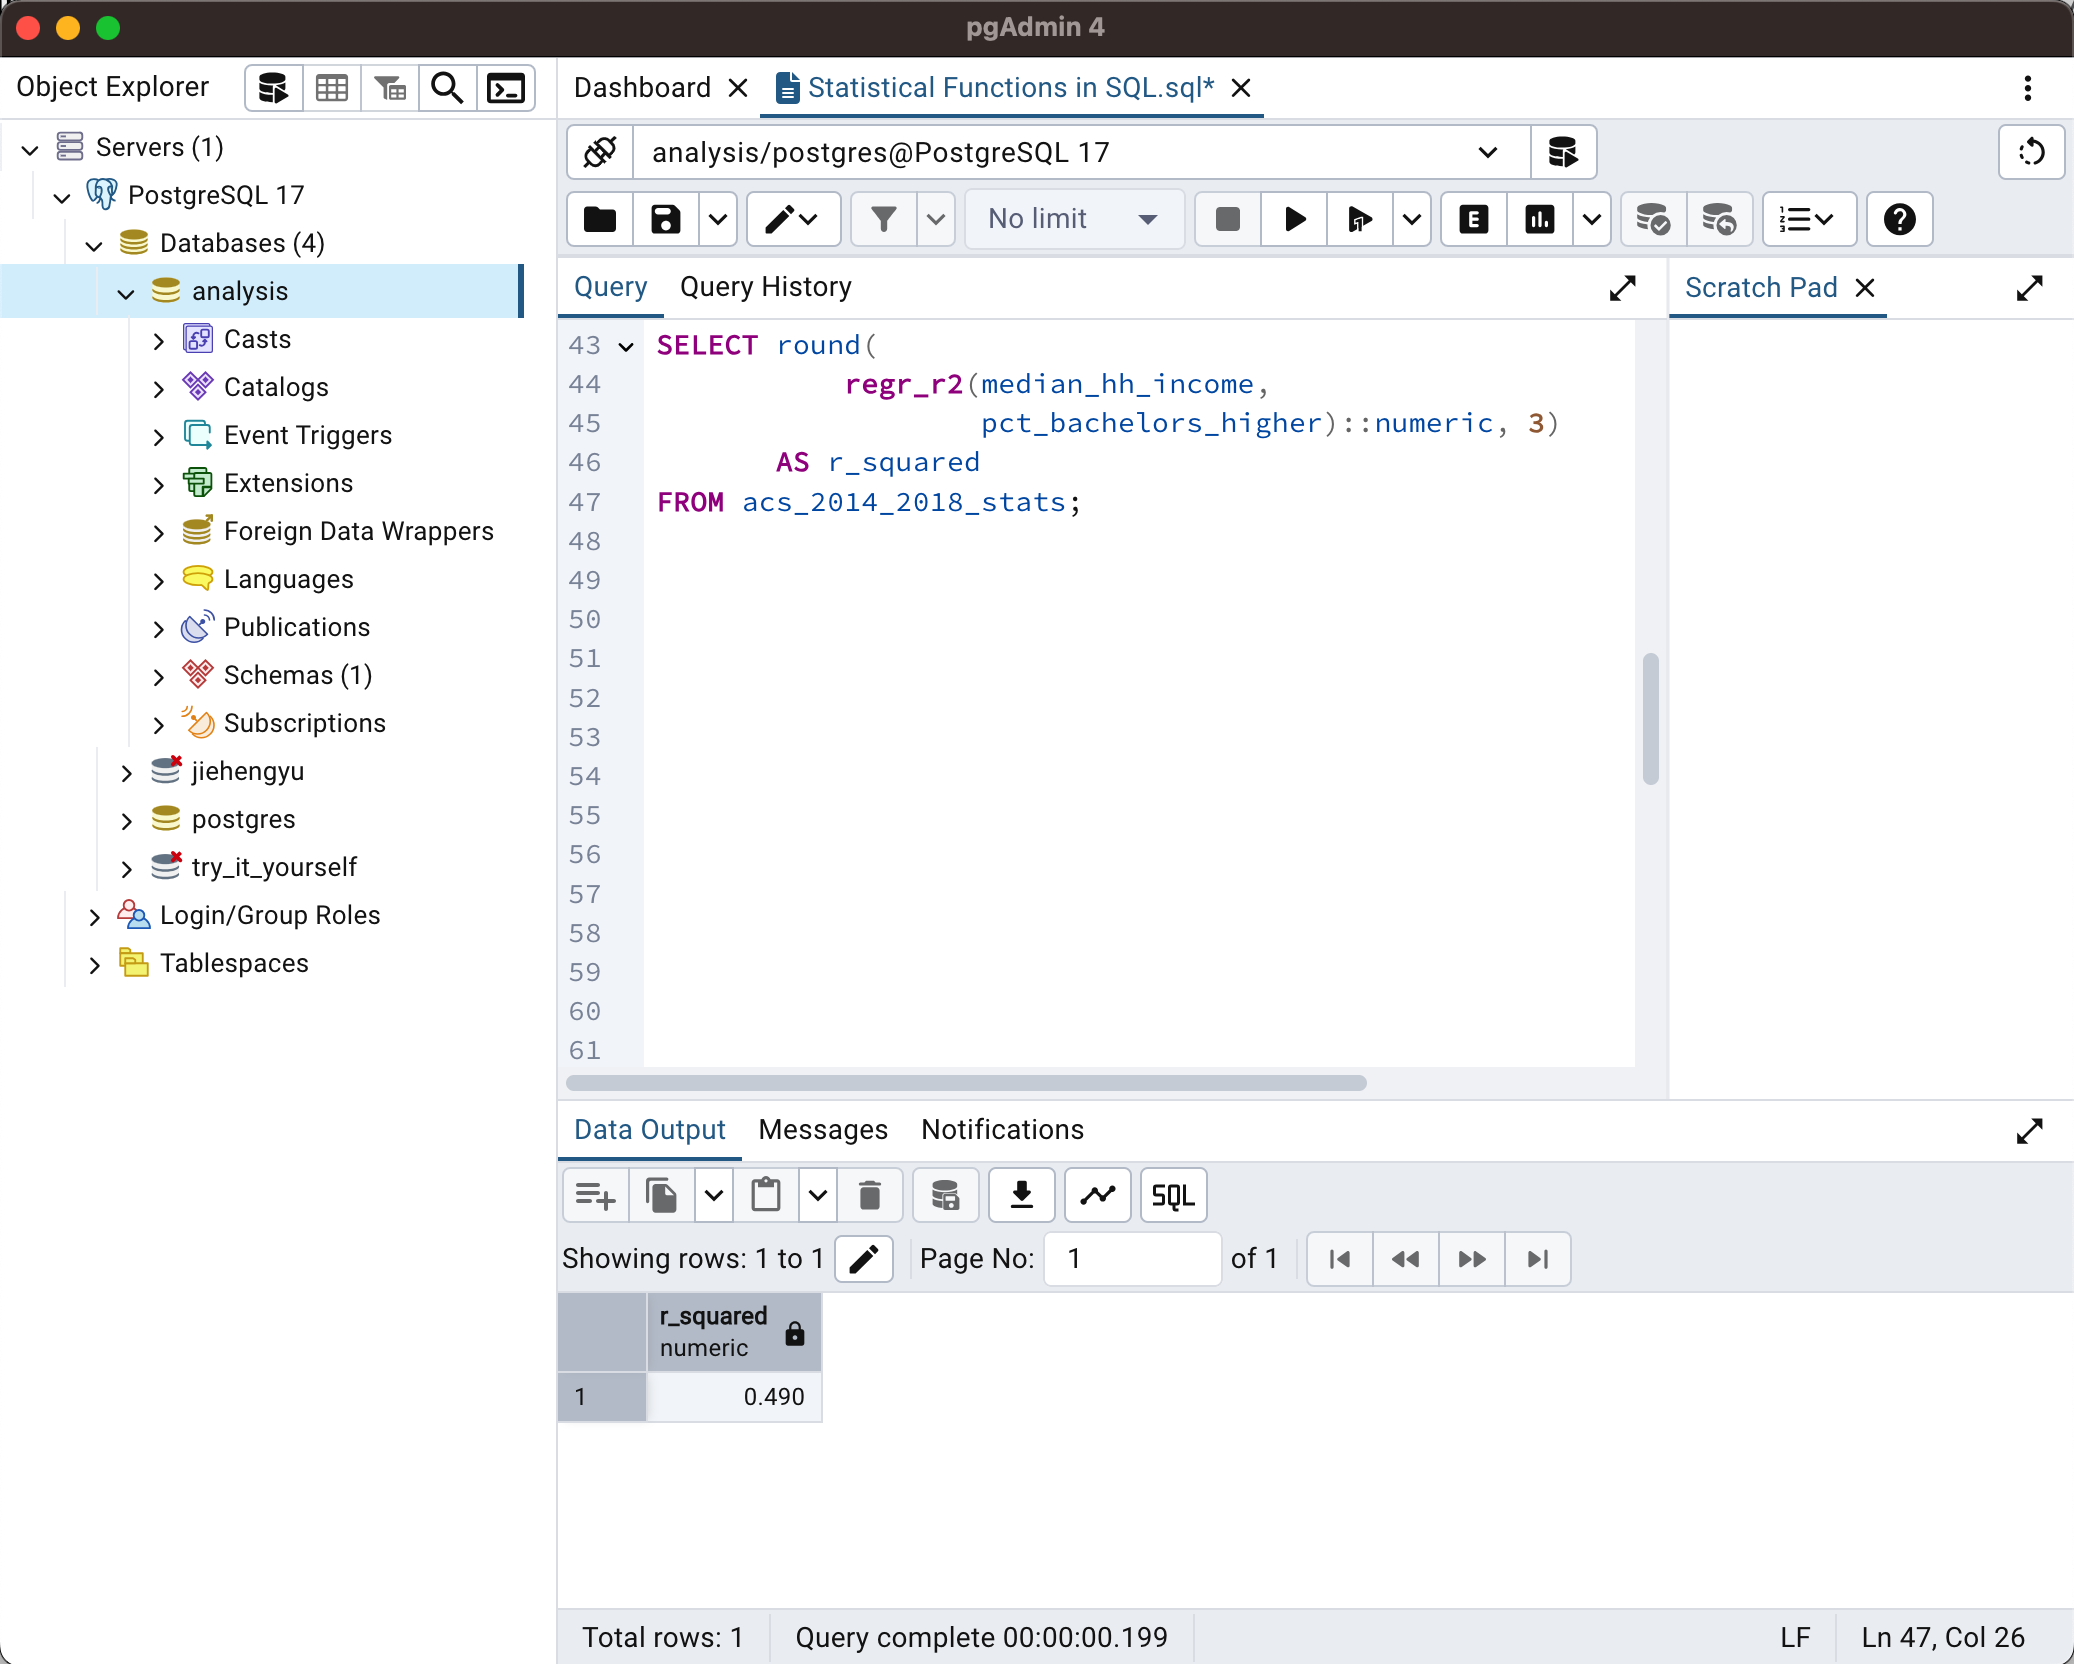 pgAdmin 4
Object Explorer
Servers (1)
PostgreSQL 17
Databases (4)
analysis
Casts
Catalogs
Event Triggers
Extensions
Foreign Data Wrappers
Languages
Publications
Schemas (1)
Subscriptions
jiehengyu
postgres
try_it_yourself
Login/Group Roles
Tablespaces
Dashboard
Statistical Functions in SQL.sql*
analysis/postgres@PostgreSQL 17
No limit
E
Query Query History
Scratch Pad
43 SELECT round(
44 regr_r2(median_hh_income,
45 pct_bachelors_higher)::numeric, 3)
46 AS r_squared
47 FROM acs_2014_2018_stats;
48
49
50
51
52
53
54
55
56
57
58
59
60
61
Data Output Messages Notifications
SQL
Showing rows: 1 to 1 Page No: 1 of 1
r_squared
numeric
1 0.490
Total rows: 1 Query complete 00:00:00.199 LF Ln 47, Col 26